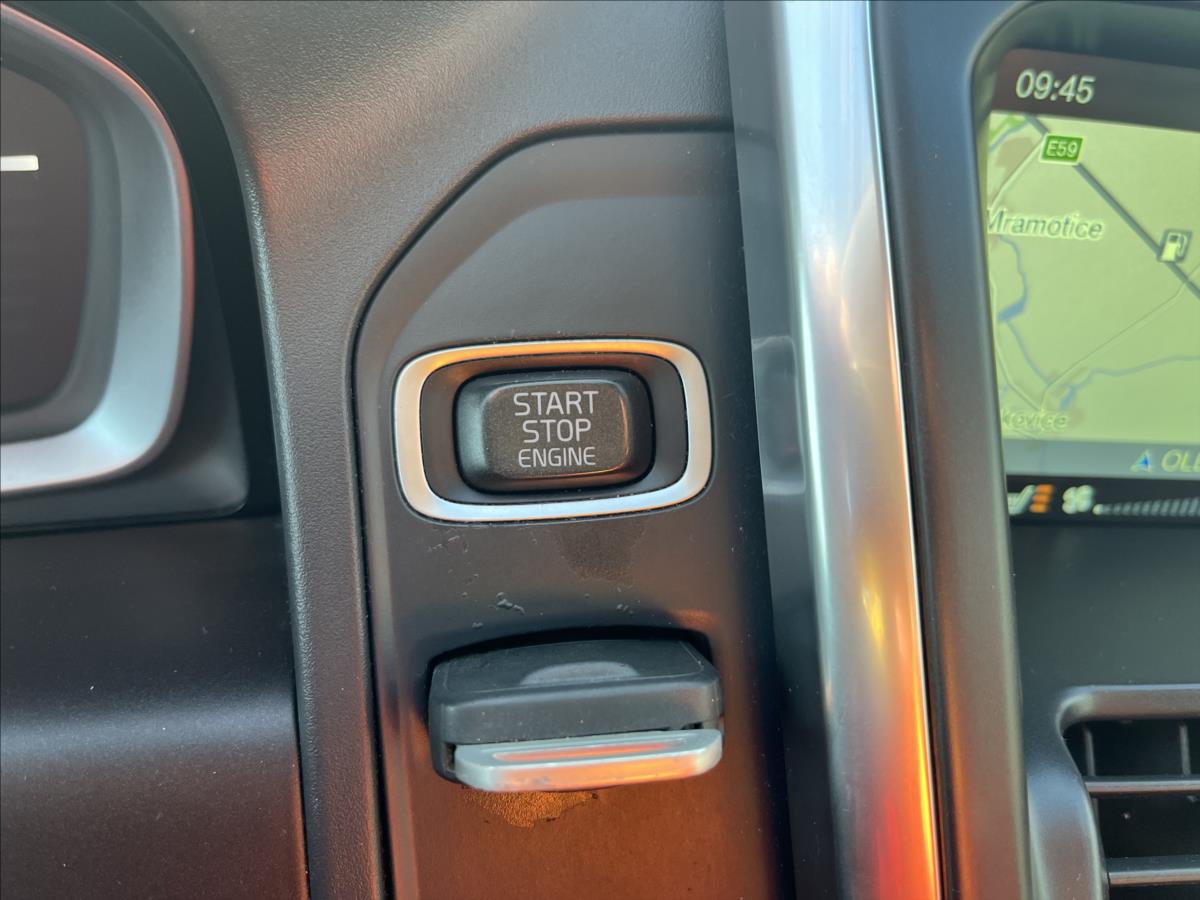 09:45
E59
Mramotice
START
STOP
ENGINE